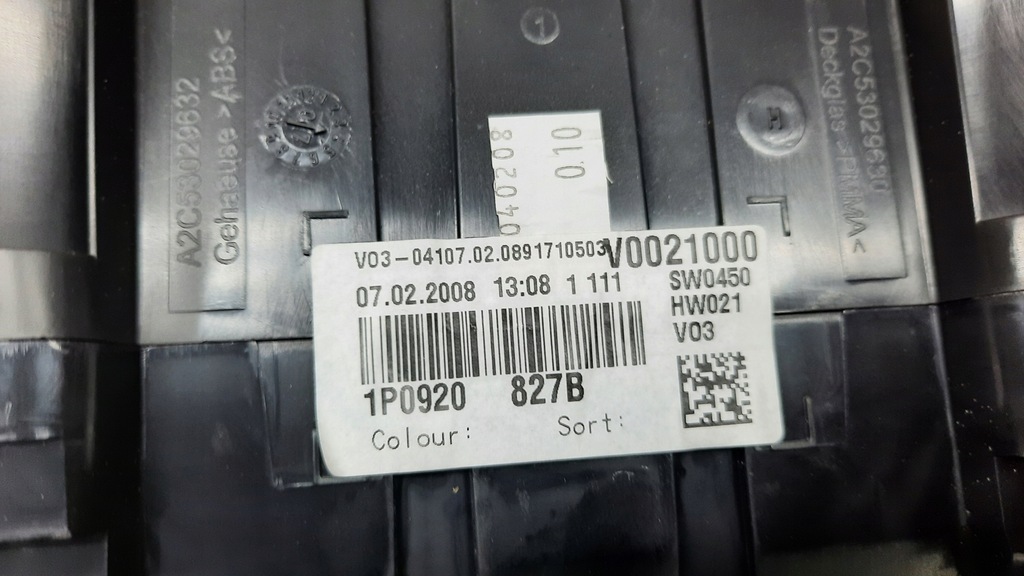 1
A2C53029632
Gehaeuse >ABS<
A2C53029630
Deckglas >PMMA<
040208
0.10
V03-04107.02.0891710503
V0021000
07.02.2008 13:08 1 111
SW0450
HW021
V03
1P0920 827B
Colour: Sort: